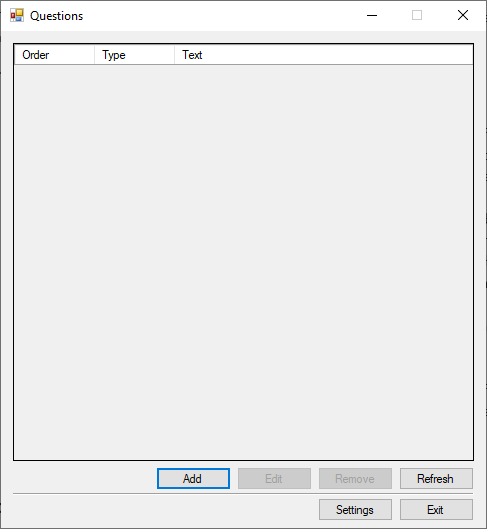 Questions
Order Type Text
Add Edit Remove Refresh
Settings Exit